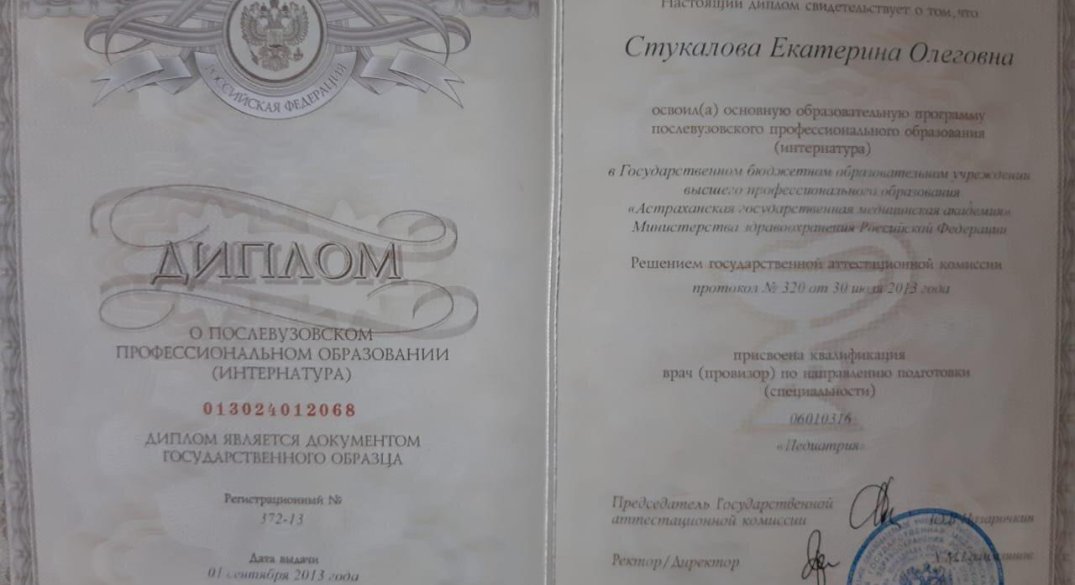 РОССИЙСКАЯ ФЕДЕРАЦИЯ
ДИПЛОМ
О ПОСЛЕВУЗОВСКОМ
ПРОФЕССИОНАЛЬНОМ ОБРАЗОВАНИИ
(ИНТЕРНАТУРА)
013024012068
ДИПЛОМ ЯВЛЯЕТСЯ ДОКУМЕНТОМ
ГОСУДАРСТВЕННОГО ОБРАЗЦА
Регистрационный №
372-13
Дата выдачи
01 сентября 2013 года
Настоящий диплом свидетельствует о том, что
Стукалова Екатерина Олеговна
освоил(а) основную образовательную программу
послевузовского профессионального образования
(интернатура)
в Государственном бюджетном образовательном учреждении
высшего профессионального образования
«Астраханская государственная медицинская академия»
Министерства здравоохранения Российской Федерации
Решением государственной аттестационной комиссии
протокол № 320 от 30 июля 2013 года
присвоена квалификация
врач (провизор) по направлению подготовки
(специальности)
06010316
«Педиатрия»
Председатель Государственной
аттестационной комиссии
Назарочкин
Ректор/Директор